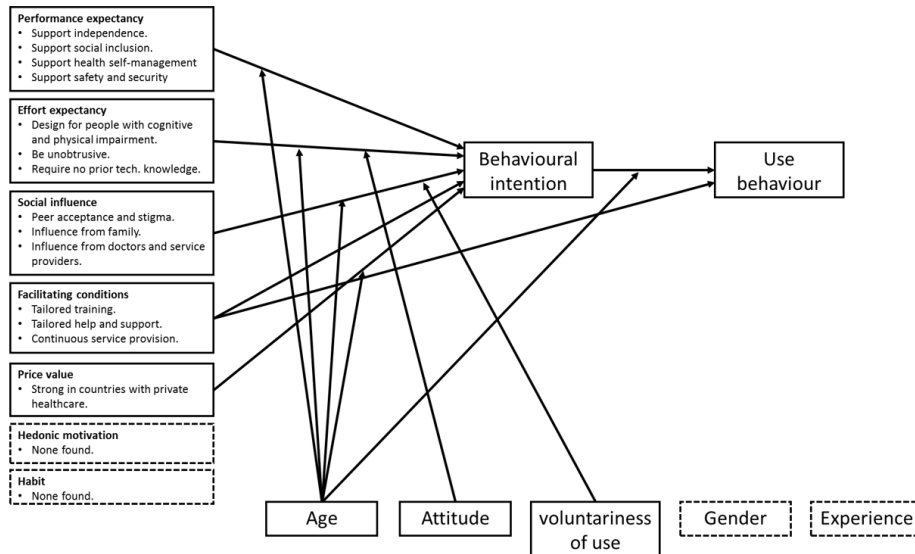 Performance expectancy
• Support independence.
• Support social inclusion.
• Support health self-management
• Support safety and security
Effort expectancy
• Design for people with cognitive
and physical impairment.
• Be unobtrusive.
• Require no prior tech. knowledge.
Social influence
• Peer acceptance and stigma.
• Influence from family.
• Influence from doctors and service
providers.
Facilitating conditions
• Tailored training.
• Tailored help and support.
• Continuous service provision.
Price value
• Strong in countries with private
healthcare.
Hedonic motivation
• None found.
Habit
• None found.
Behavioural
intention
Use
behaviour
Age
Attitude
voluntariness
of use
Gender
Experience